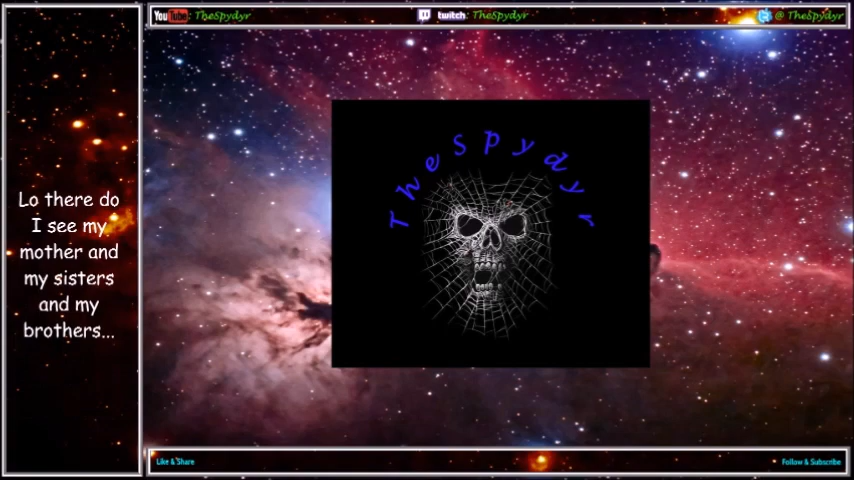 YouTube: TheSpydyr
twitch: TheSpydyr
@ TheSpydyr
Lo there do
I see my
mother and
my sisters
and my
brothers...
TheSpydyr
Like & Share
Follow & Subscribe